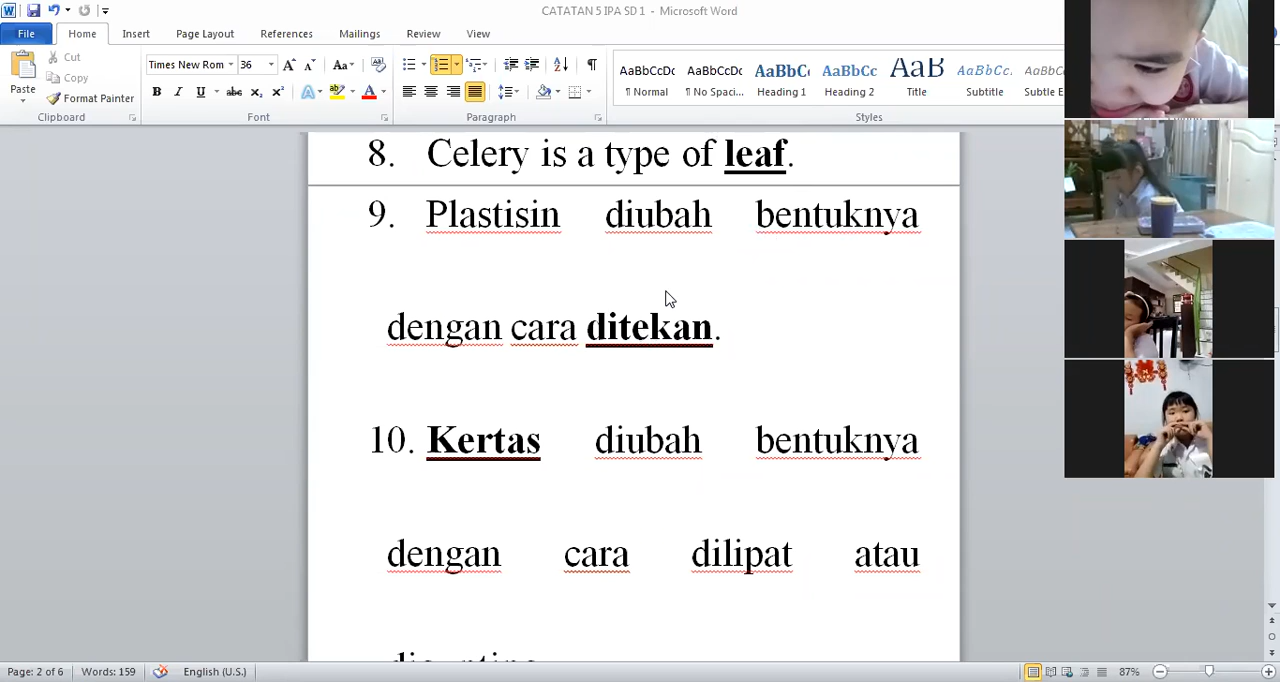 CATATAN 5 IPA SD 1 - Microsoft Word
File Home Insert Page Layout References Mailings Review View
Cut
Copy
Format Painter
Paste
Times New Rom 36
AaBbCcDc AaBbCcDc AaBbC AaBbCc AaB AaBbCc.
¶ Normal ¶ No Spaci... Heading 1 Heading 2 Title Subtitle Subtle E
Clipboard Font Paragraph Styles
8. Celery is a type of leaf.
9. Plastisin diubah bentuknya
dengan cara ditekan.
10. Kertas diubah bentuknya
dengan cara dilipat atau
Page: 2 of 6 Words: 159 English (U.S.) 87%